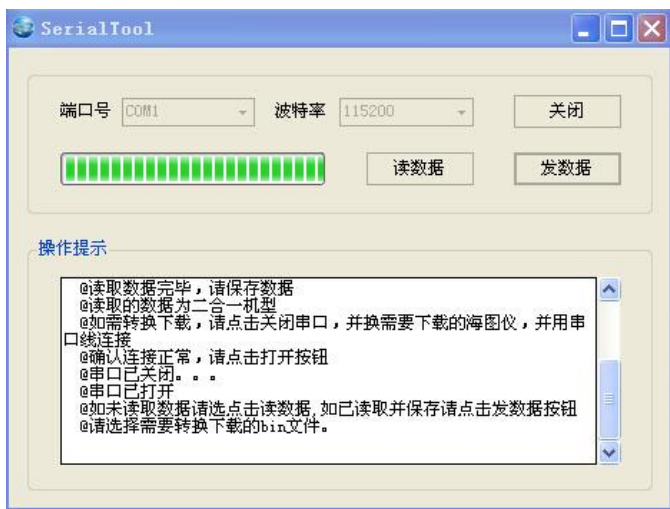 SerialTool
端口号 COM1 波特率 115200 关闭
读数据 发数据
操作提示
@读取数据完毕，请保存数据
@读取的数据为二合一机型
@如需转换下载，请点击关闭串口，并换需要下载的海图仪，并用串
口线连接
@确认连接正常，请点击打开按钮
@串口已关闭。。。
@串口已打开
@如未读取数据请选点击读数据,如已读取并保存请点击发数据按钮
@请选择需要转换下载的bin文件。